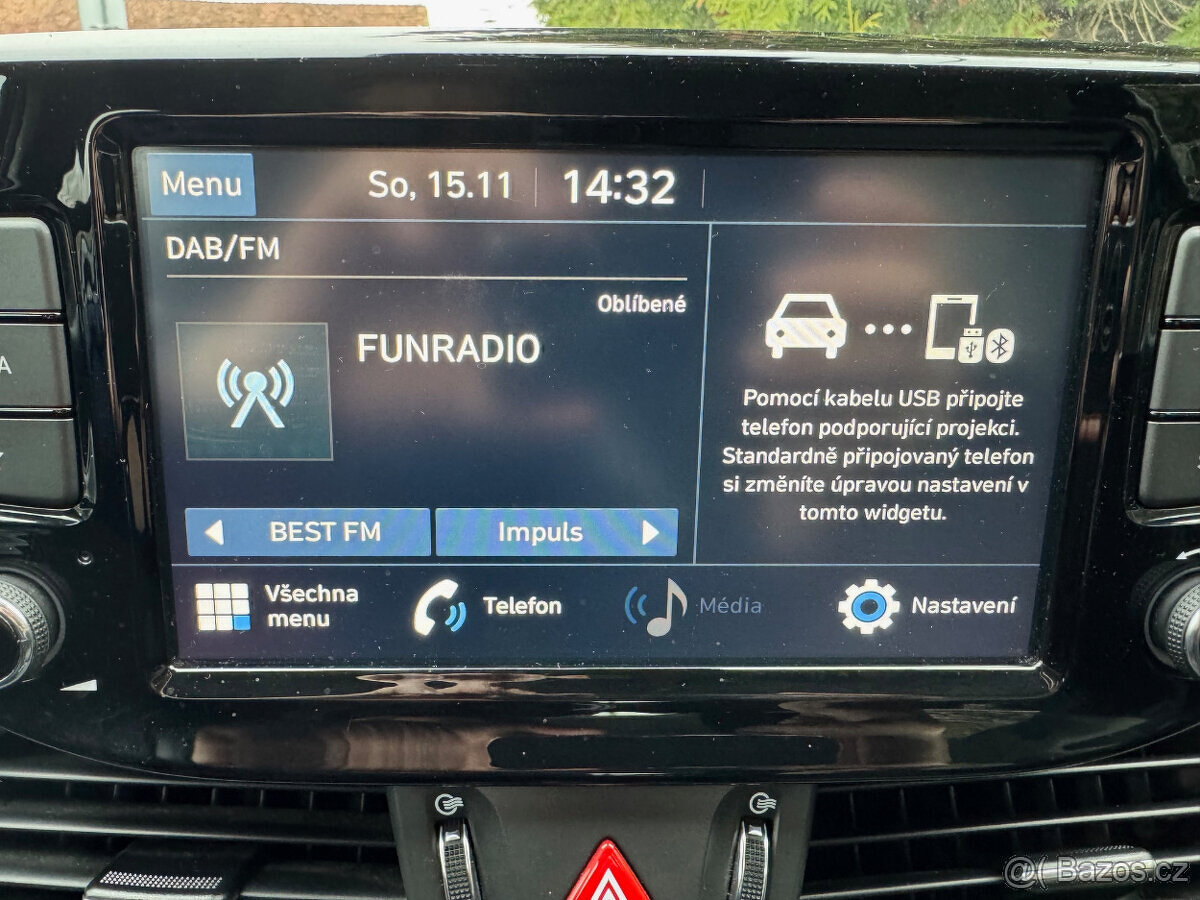 Menu
So, 15.11
14:32
DAB/FM
Oblíbené
FUNRADIO
Pomocí kabelu USB připojte
telefon podporující projekci.
Standardně připojovaný telefon
si změníte úpravou nastavení v
tomto widgetu.
BEST FM
Impuls
Všechna
menu
Telefon
Média
Nastavení
A
Bazos.cz